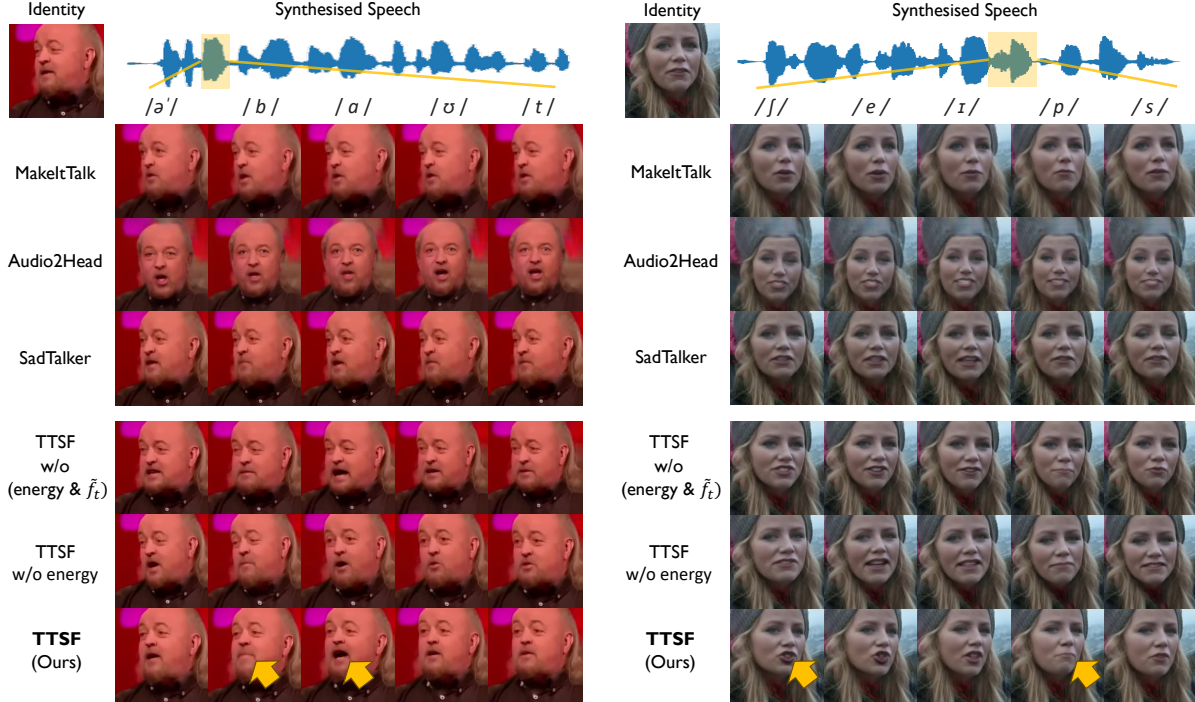 Identity
Synthesised Speech
/əˈ/ /b/ /ɑ/ /ʊ/ /t/
MakeItTalk
Audio2Head
SadTalker
TTSF
w/o
(energy & f̃ₜ)
TTSF
w/o energy
TTSF
(Ours)
Identity
Synthesised Speech
/ʃ/ /e/ /ɪ/ /p/ /s/
MakeItTalk
Audio2Head
SadTalker
TTSF
w/o
(energy & f̃ₜ)
TTSF
w/o energy
TTSF
(Ours)